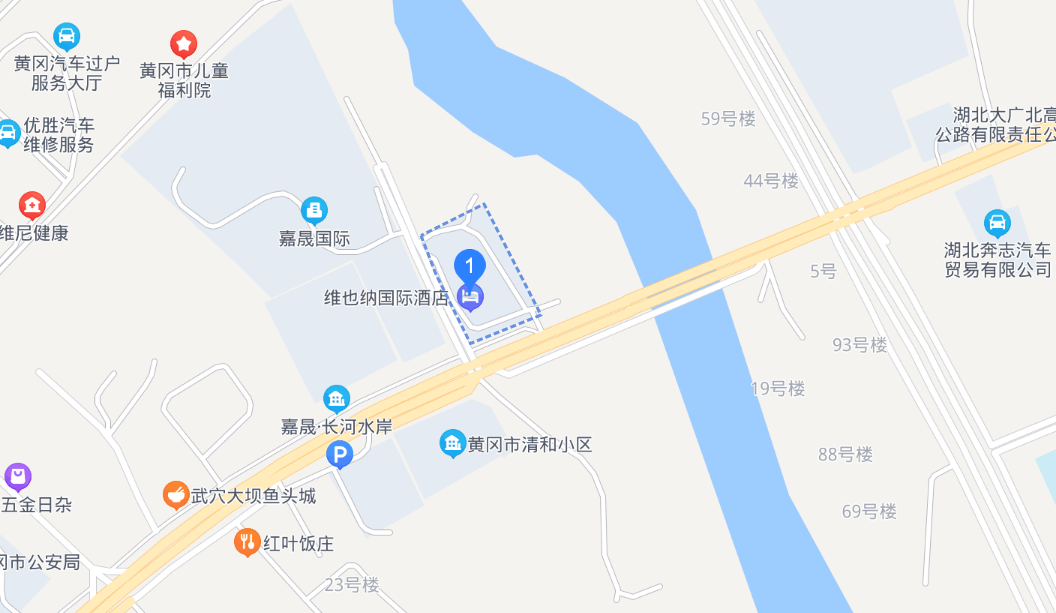 黄冈汽车过户
服务大厅
黄冈市儿童
福利院
优胜汽车
维修服务
59号楼
湖北大广北高
公路有限责任公
44号楼
维尼健康
嘉晟国际
湖北奔志汽车
贸易有限公司
1
5号
维也纳国际酒店
93号楼
19号楼
嘉晟·长河水岸
P
黄冈市清和小区
88号楼
五金日杂
武穴大坝鱼头城
69号楼
红叶饭庄
冈市公安局
23号楼